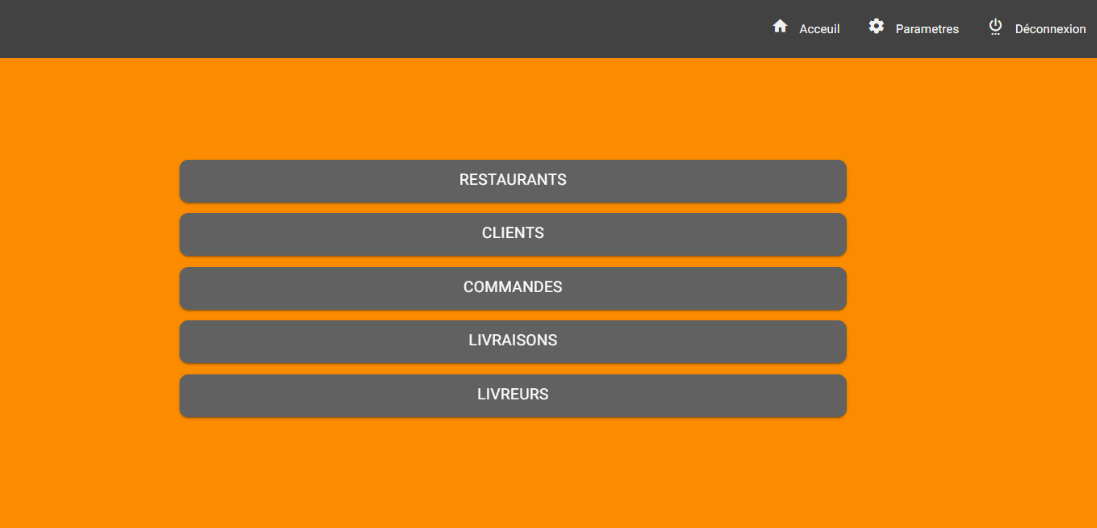 Acceuil Parametres Déconnexion
RESTAURANTS
CLIENTS
COMMANDES
LIVRAISONS
LIVREURS